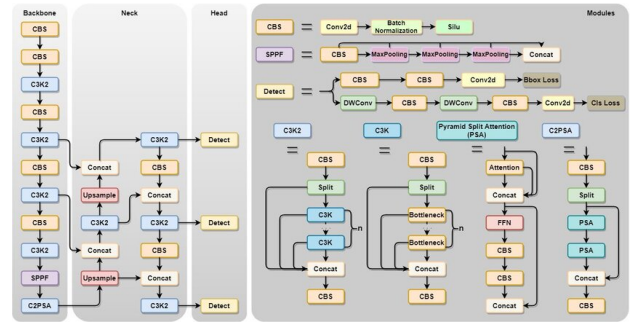 Backbone
Neck
Head
Modules
CBS
CBS
C3K2
CBS
C3K2
CBS
C3K2
CBS
C3K2
SPPF
C2PSA
Concat
Upsample
C3K2
Concat
Upsample
C3K2
CBS
Concat
C3K2
CBS
Concat
C3K2
Detect
Detect
Detect
CBS = Conv2d Batch Normalization Silu
SPPF = CBS MaxPooling MaxPooling MaxPooling Concat
Detect = CBS CBS Conv2d Bbox Loss
DWConv CBS DWConv CBS Conv2d Cls Loss
C3K2
=
CBS
Split
C3K
C3K
n
Concat
CBS
C3K
=
CBS
Split
Bottleneck
Bottleneck
n
Concat
CBS
Pyramid Split Attention
(PSA)
=
Attention
Concat
FFN
CBS
CBS
Concat
C2PSA
=
CBS
Split
PSA
PSA
Concat
CBS